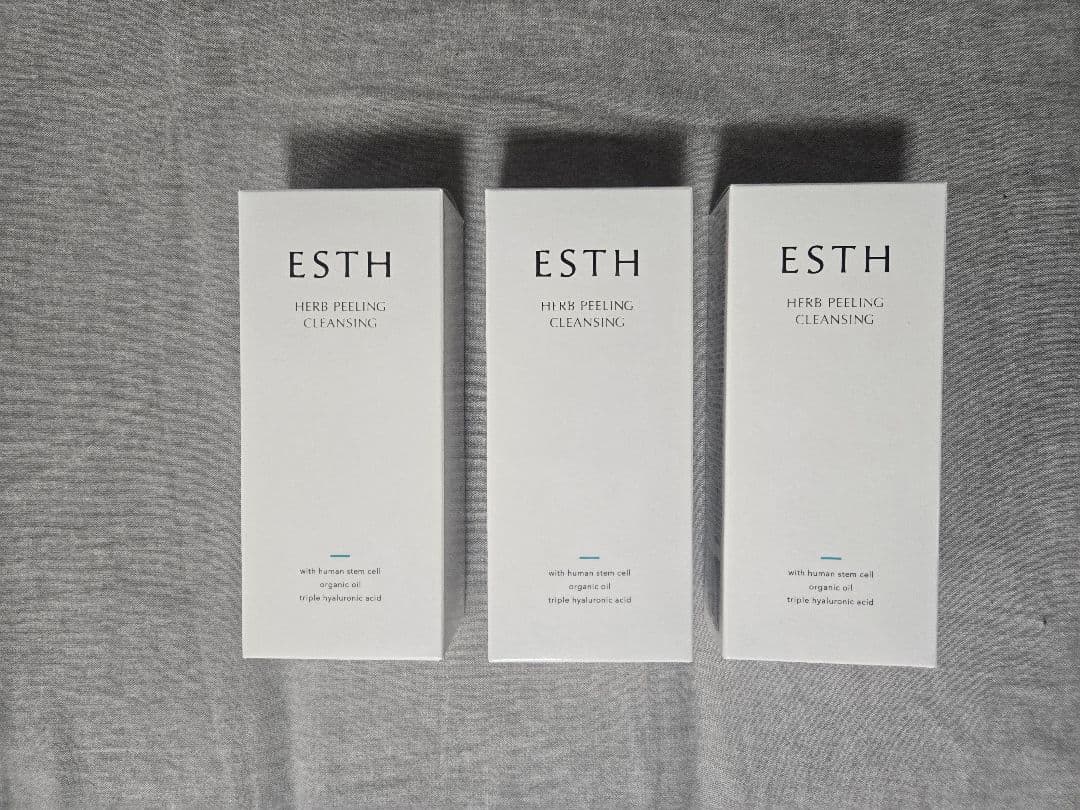 ESTH
HERB PEELING
CLEANSING
with human stem cell
organic oil
triple hyaluronic acid
ESTH
HERB PEELING
CLEANSING
with human stem cell
organic oil
triple hyaluronic acid
ESTH
HERB PEELING
CLEANSING
with human stem cell
organic oil
triple hyaluronic acid